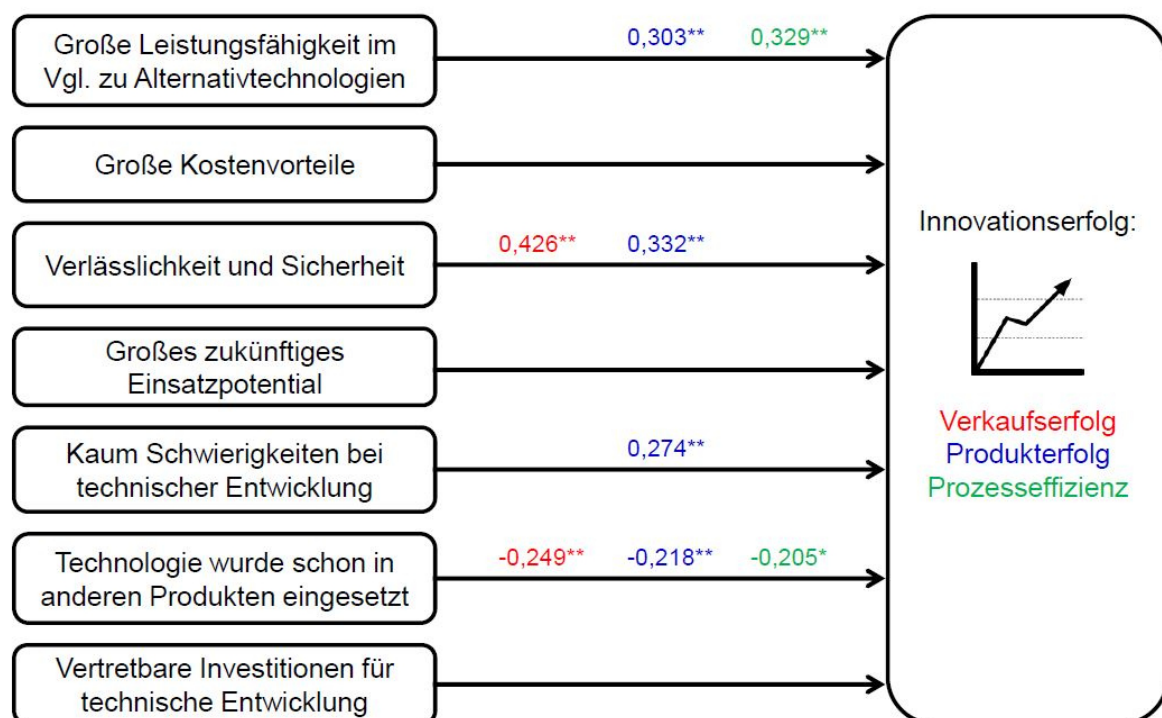 Große Leistungsfähigkeit im
Vgl. zu Alternativtechnologien
0,303** 0,329**
Große Kostenvorteile
Verlässlichkeit und Sicherheit
0,426** 0,332**
Großes zukünftiges
Einsatzpotential
Kaum Schwierigkeiten bei
technischer Entwicklung
0,274**
Technologie wurde schon in
anderen Produkten eingesetzt
-0,249** -0,218** -0,205*
Vertretbare Investitionen für
technische Entwicklung
Innovationserfolg:
Verkaufserfolg
Produkterfolg
Prozesseffizienz